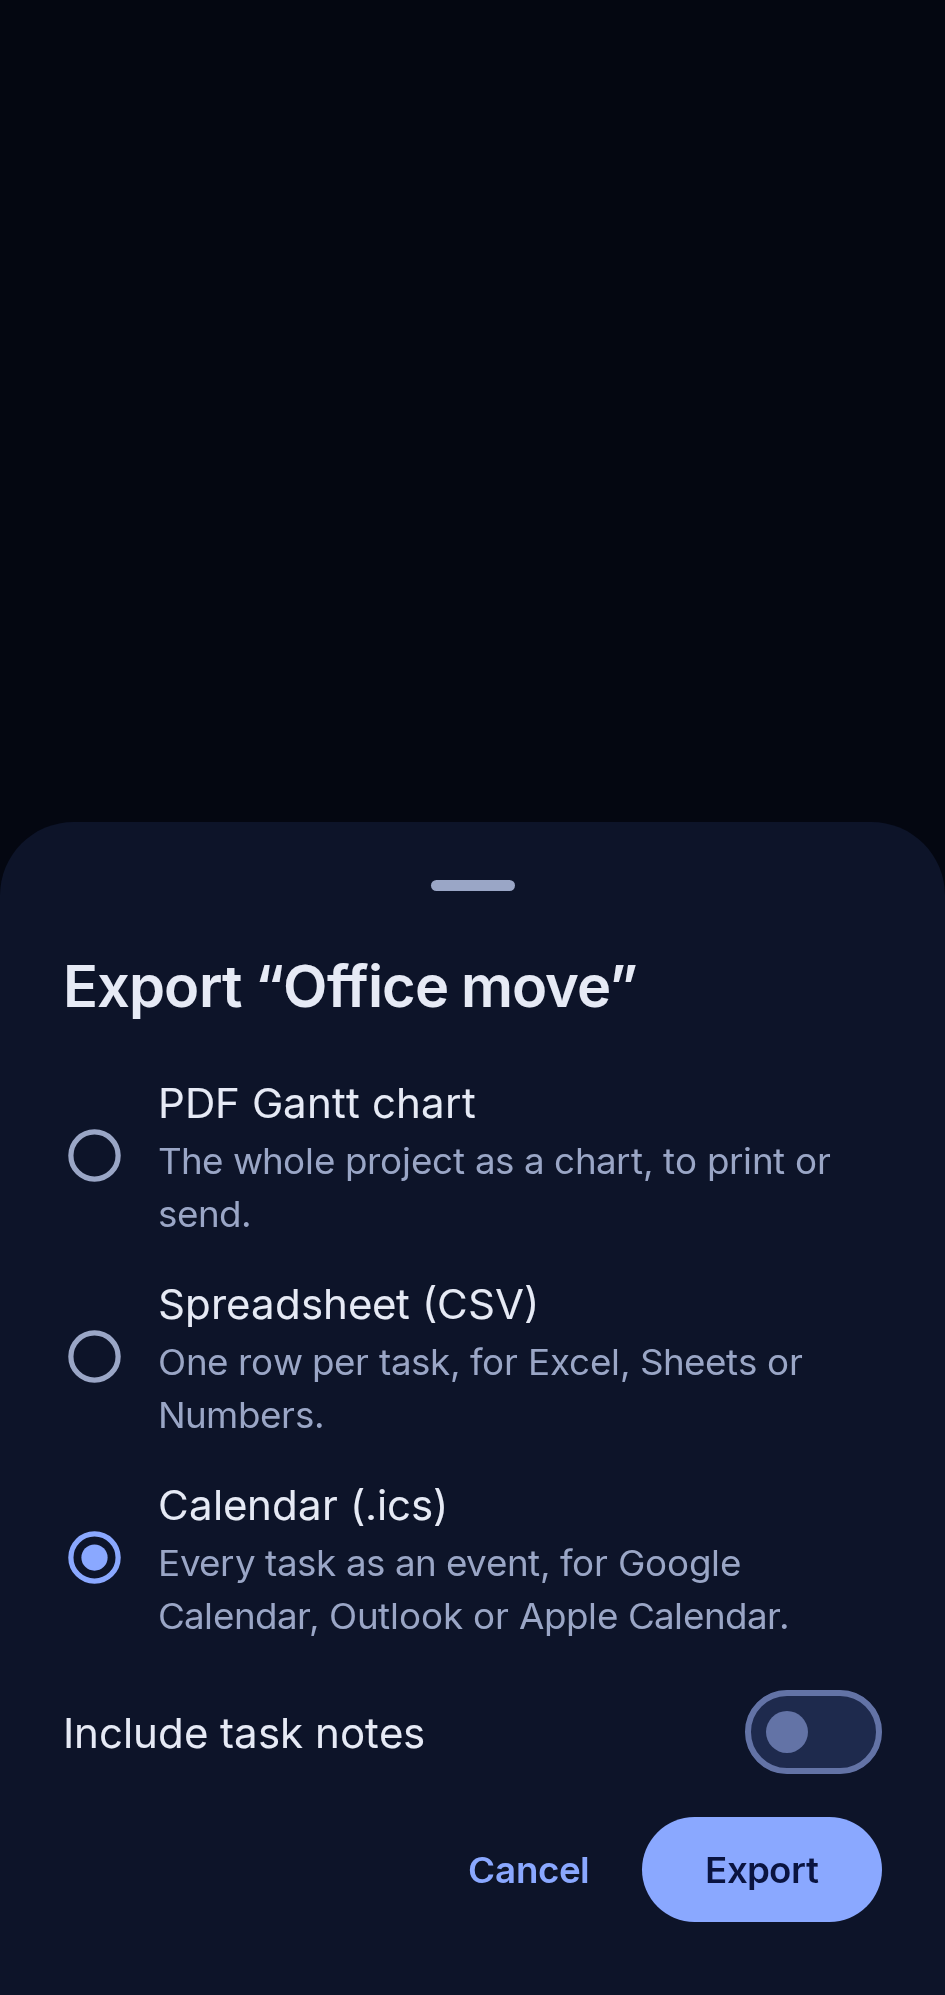 Export “Office move”
PDF Gantt chart
The whole project as a chart, to print or
send.
Spreadsheet (CSV)
One row per task, for Excel, Sheets or
Numbers.
Calendar (.ics)
Every task as an event, for Google
Calendar, Outlook or Apple Calendar.
Include task notes
Cancel
Export